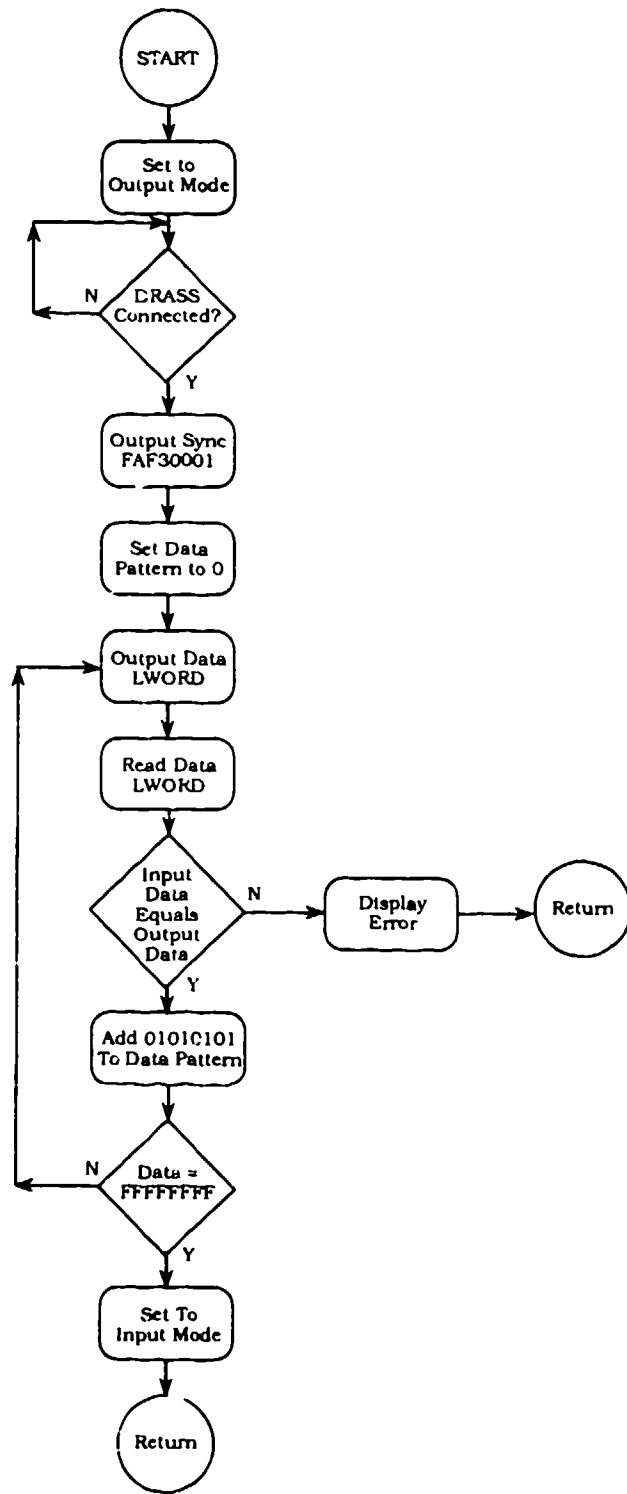 START
Set to
Output Mode
N
DRASS
Connected?
Y
Output Sync
FAF30001
Set Data
Pattern to 0
Output Data
LWORD
Read Data
LWORD
Input
Data
Equals
Output
Data
N
Display
Error
Return
Y
Add 01010101
To Data Pattern
N
Data =
FFFFFFFF
Y
Set To
Input Mode
Return